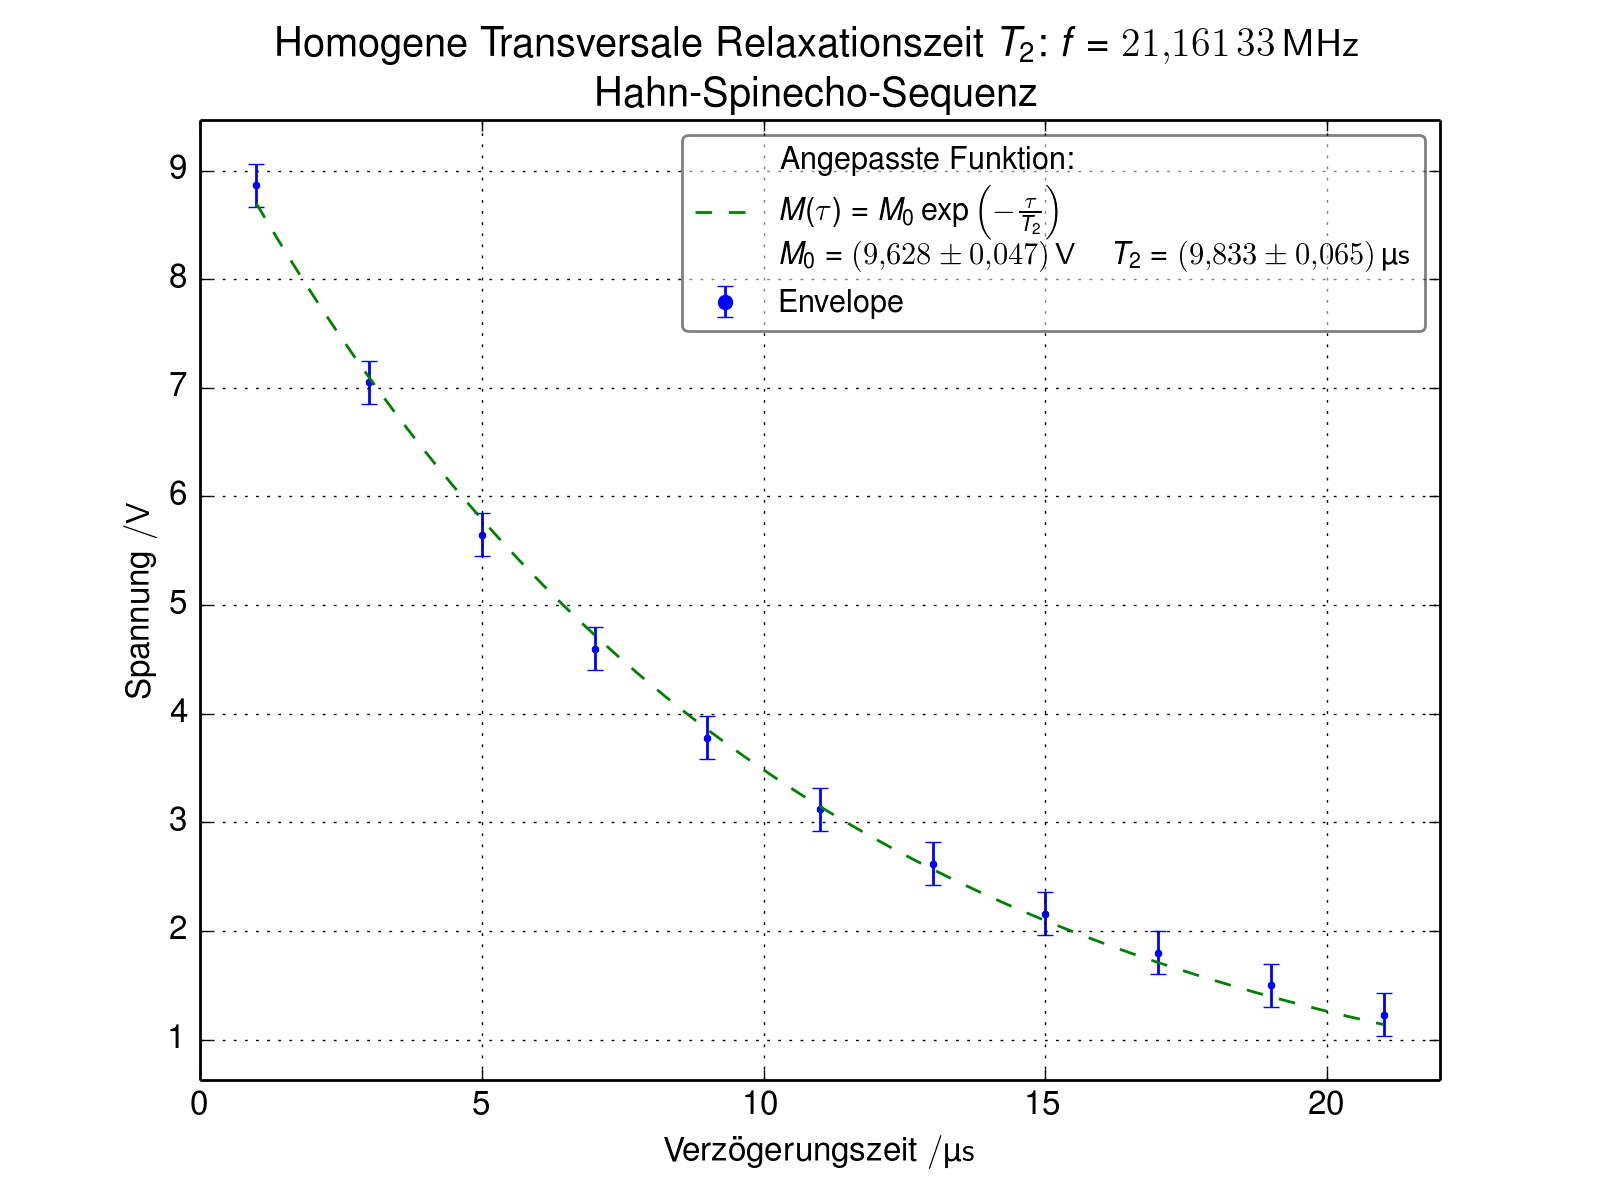 Homogene Transversale Relaxationszeit T₂: f = 21,161 33 MHz
Hahn-Spinecho-Sequenz
Angepasste Funktion:
M(τ) = M₀ exp(−τ/T₂)
M₀ = (9,628 ± 0,047) V T₂ = (9,833 ± 0,065) µs
Envelope
Spannung /V
9
8
7
6
5
4
3
2
1
0 5 10 15 20
Verzögerungszeit /µs